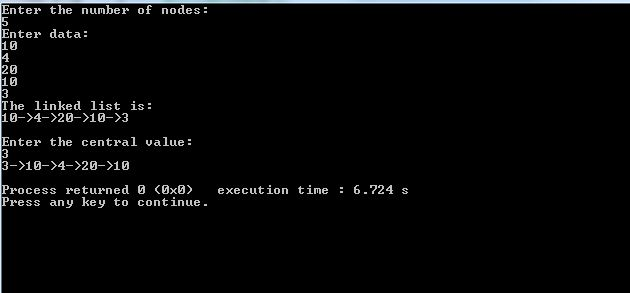 Enter the number of nodes:
5
Enter data:
10
4
20
10
3
The linked list is:
10->4->20->10->3
Enter the central value:
3
3->10->4->20->10
Process returned 0 (0x0)   execution time : 6.724 s
Press any key to continue.